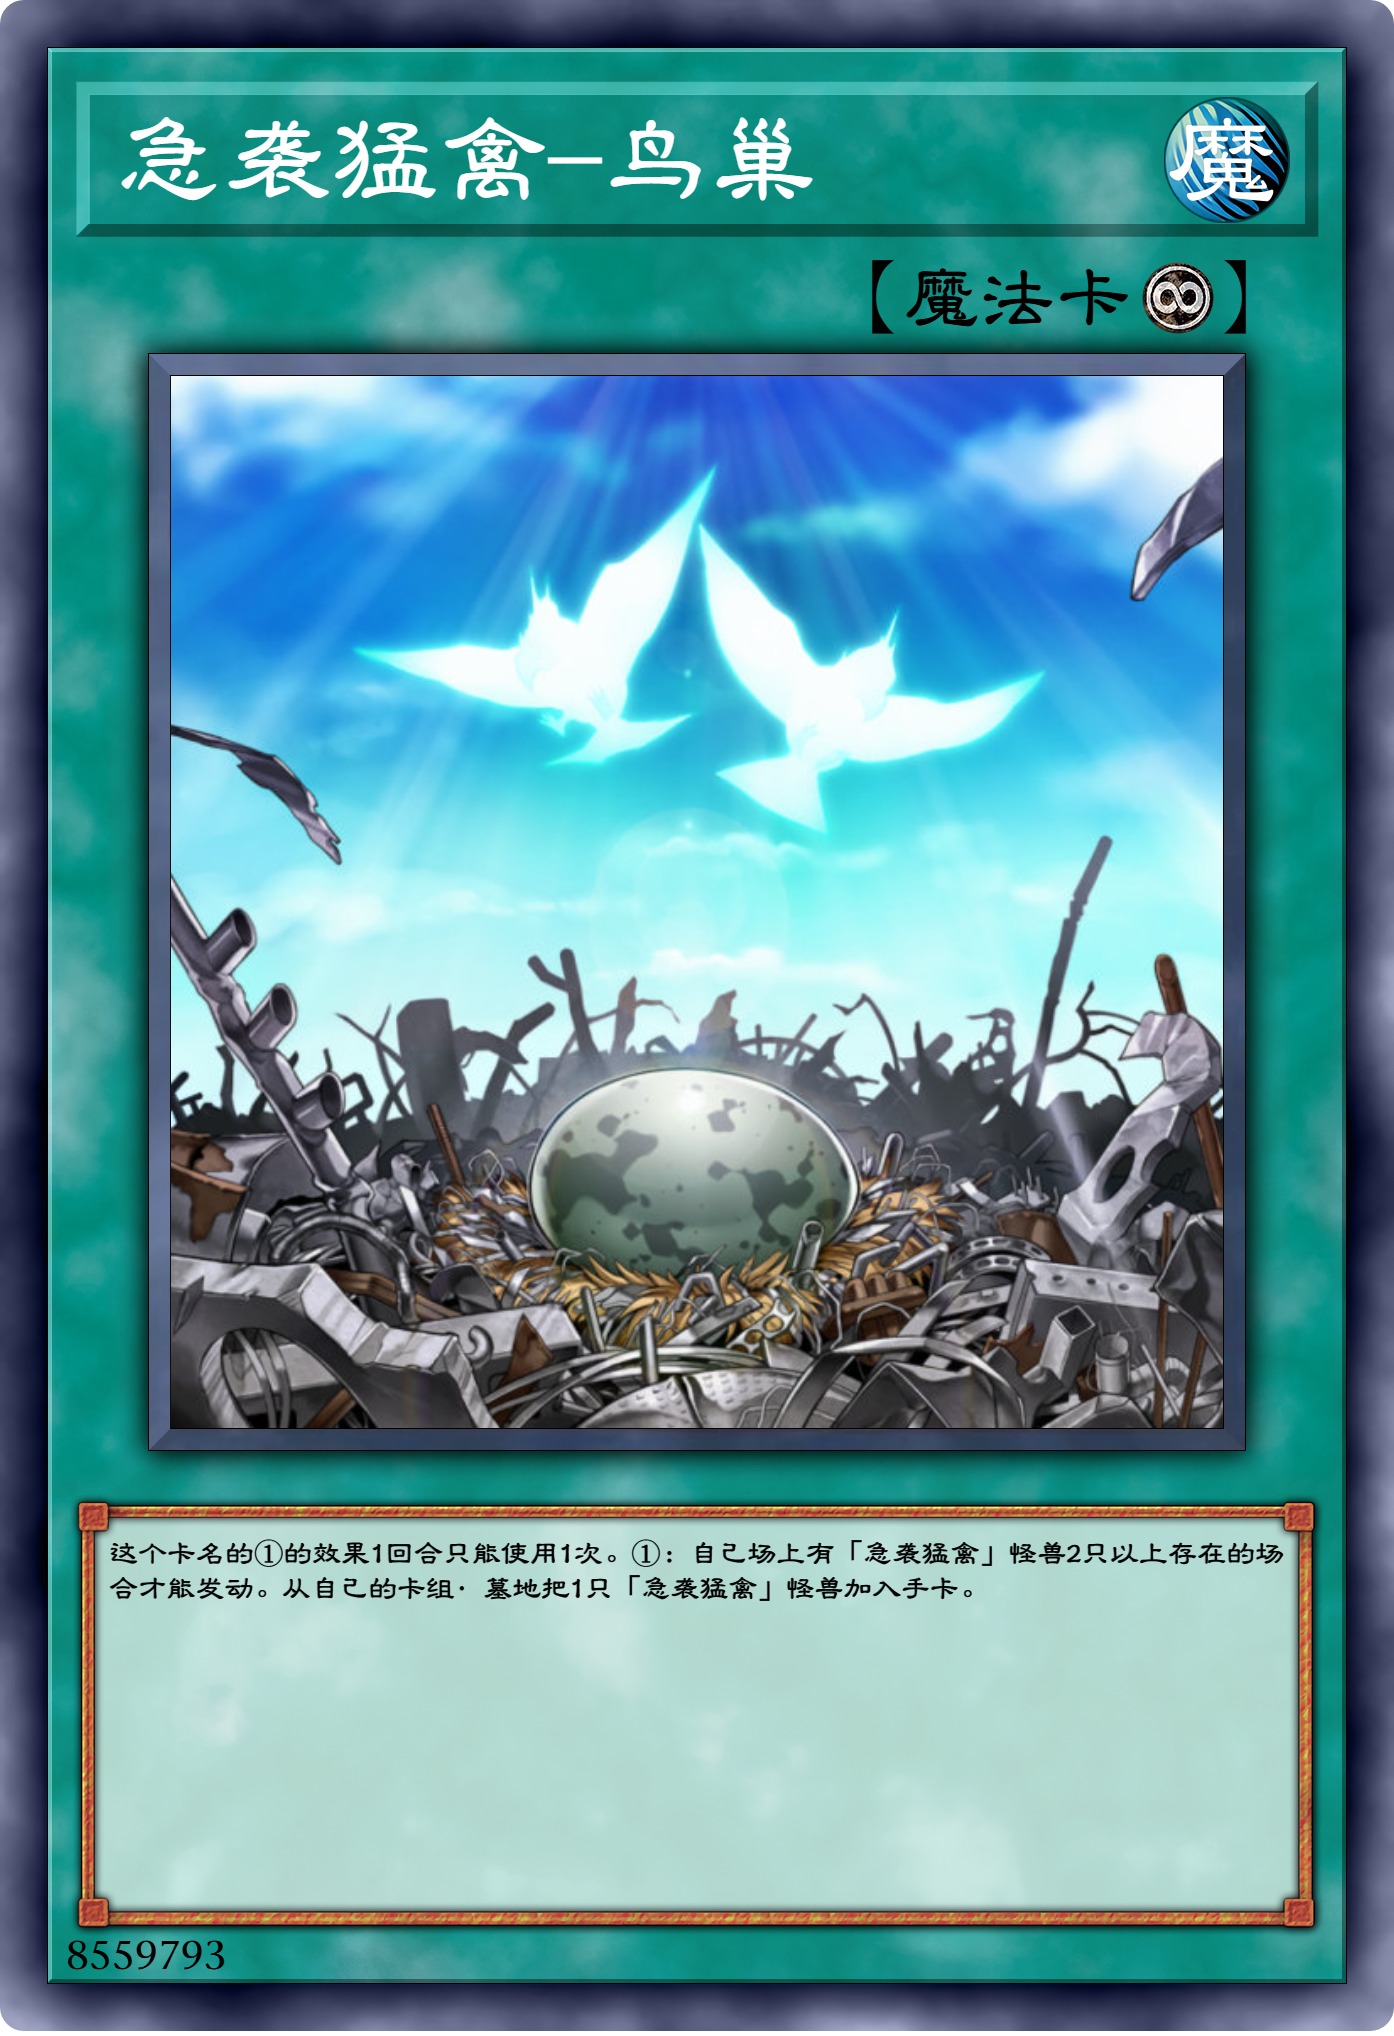 急袭猛禽-鸟巢
魔
【魔法卡】
这个卡名的①的效果1回合只能使用1次。①：自己场上有「急袭猛禽」怪兽2只以上存在的场
合才能发动。从自己的卡组·墓地把1只「急袭猛禽」怪兽加入手卡。
8559793